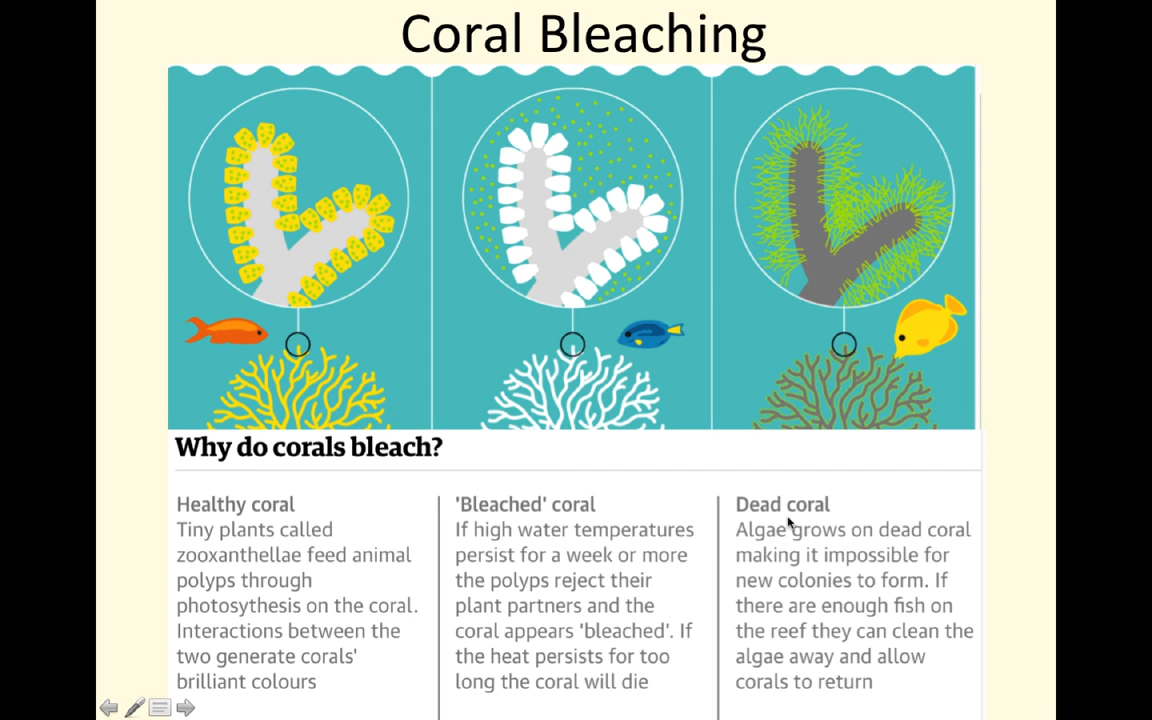 Coral Bleaching
Why do corals bleach?
Healthy coral
Tiny plants called
zooxanthellae feed animal
polyps through
photosythesis on the coral.
Interactions between the
two generate corals'
brilliant colours
'Bleached' coral
If high water temperatures
persist for a week or more
the polyps reject their
plant partners and the
coral appears 'bleached'. If
the heat persists for too
long the coral will die
Dead coral
Algae grows on dead coral
making it impossible for
new colonies to form. If
there are enough fish on
the reef they can clean the
algae away and allow
corals to return